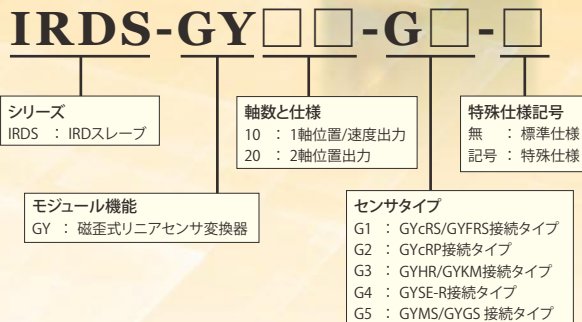 IRDS-GY□□-G□-□
シリーズ
IRDS ： IRDスレーブ
軸数と仕様
10 ： 1軸位置/速度出力
20 ： 2軸位置出力
特殊仕様記号
無 ： 標準仕様
記号 ： 特殊仕様
モジュール機能
GY ： 磁歪式リニアセンサ変換器
センサタイプ
G1 ： GYcRS/GYFRS接続タイプ
G2 ： GYcRP接続タイプ
G3 ： GYHR/GYKM接続タイプ
G4 ： GYSE-R接続タイプ
G5 ： GYMS/GYGS 接続タイプ